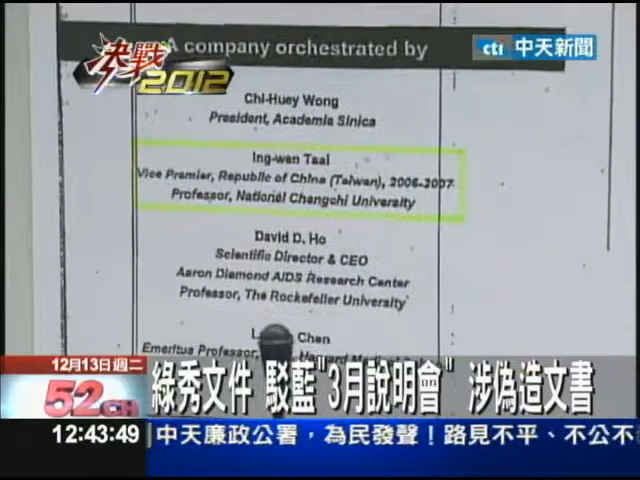 決戰2012
A company orchestrated by
cti 中天新聞
Chi-Huey Wong
President, Academia Sinica
Ing-wen Tsai
Vice Premier, Republic of China (Taiwan), 2006-2007
Professor, National Changchi University
David D. Ho
Scientific Director & CEO
Aaron Diamond AIDS Research Center
Professor, The Rockefeller University
Chen
Emeritus Professor,
12月13日週二
52CH
綠秀文件 駁藍"3月說明會" 涉偽造文書
12:43:49
中天廉政公署，為民發聲！路見不平、不公不